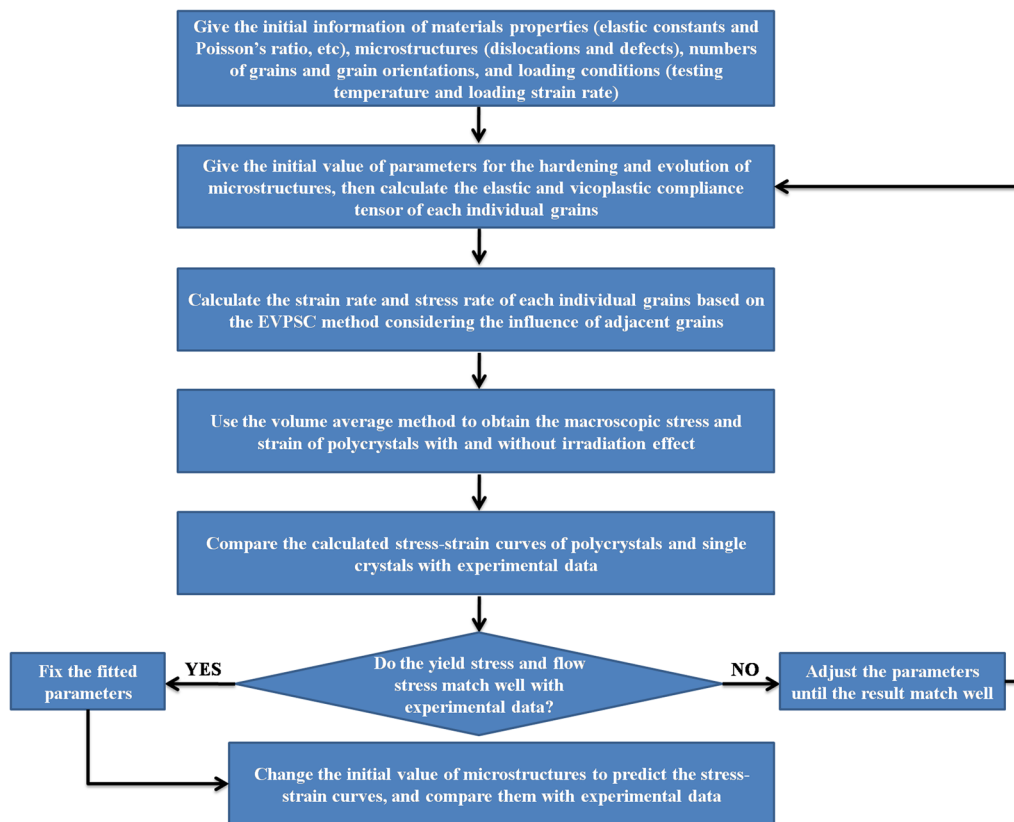 Give the initial information of materials properties (elastic constants and
Poisson's ratio, etc), microstructures (dislocations and defects), numbers
of grains and grain orientations, and loading conditions (testing
temperature and loading strain rate)
Give the initial value of parameters for the hardening and evolution of
microstructures, then calculate the elastic and vicoplastic compliance
tensor of each individual grains
Calculate the strain rate and stress rate of each individual grains based on
the EVPSC method considering the influence of adjacent grains
Use the volume average method to obtain the macroscopic stress and
strain of polycrystals with and without irradiation effect
Compare the calculated stress-strain curves of polycrystals and single
crystals with experimental data
Do the yield stress and flow
stress match well with
experimental data?
YES
Fix the fitted
parameters
NO
Adjust the parameters
until the result match well
Change the initial value of microstructures to predict the stress-
strain curves, and compare them with experimental data